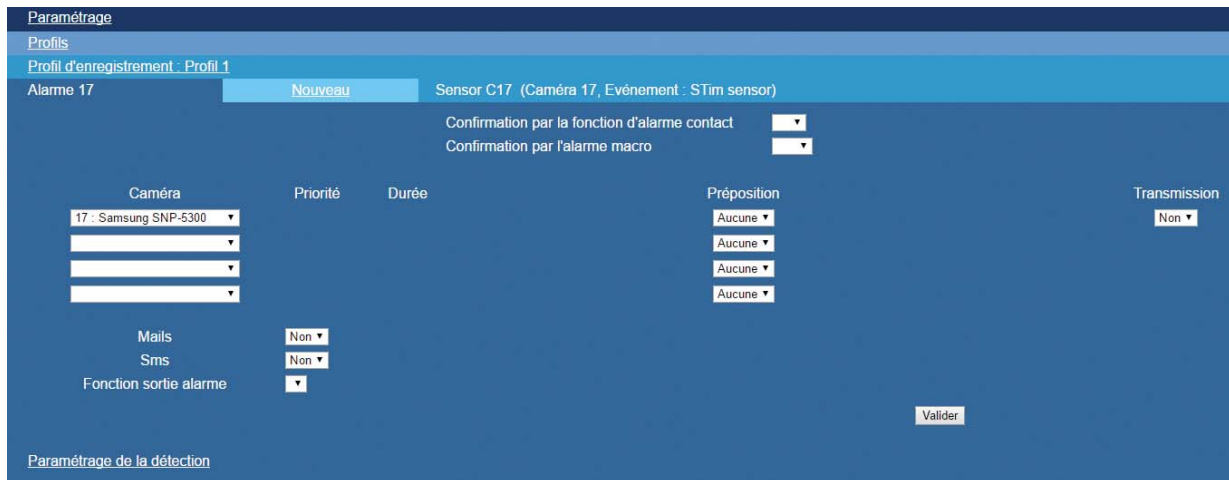 Paramétrage
Profils
Profil d'enregistrement : Profil 1
Alarme 17 Nouveau Sensor C17 (Caméra 17, Evénement : STim sensor)
Confirmation par la fonction d'alarme contact
Confirmation par l'alarme macro
Caméra Priorité Durée Préposition Transmission
17 : Samsung SNP-5300 Aucune Non
Aucune
Aucune
Aucune
Mails Non
Sms Non
Fonction sortie alarme
Valider
Paramétrage de la détection